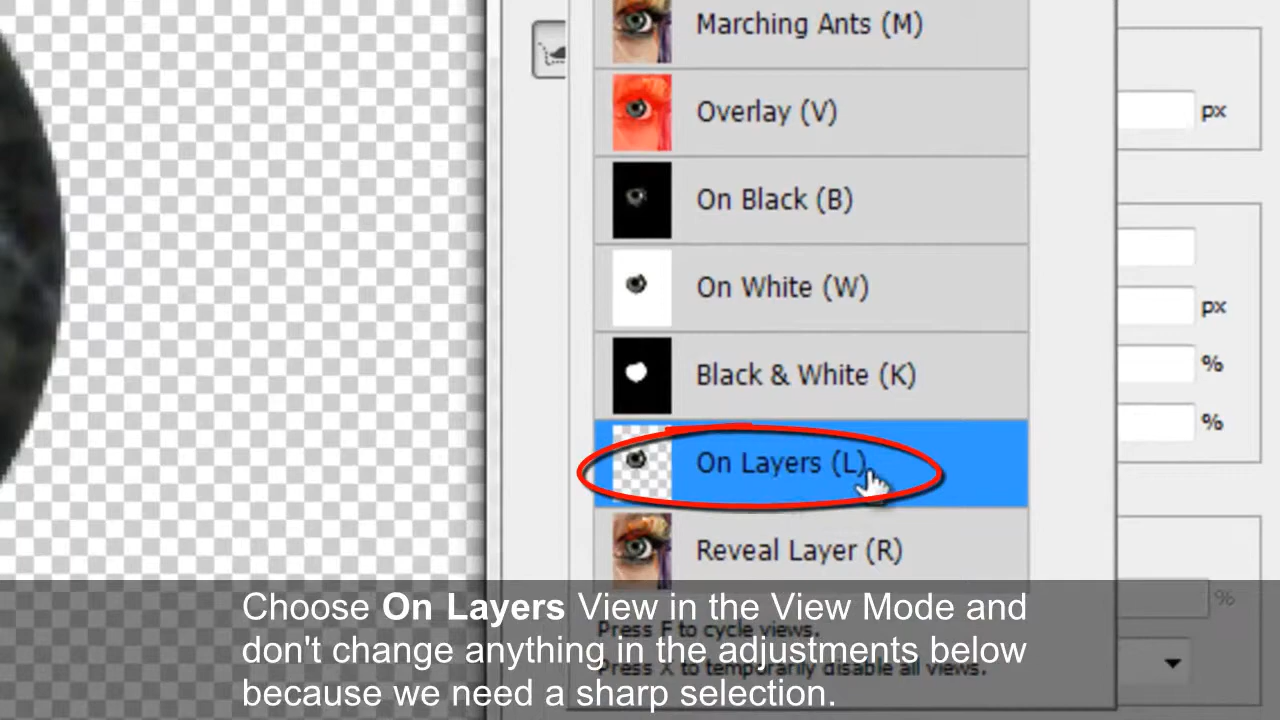 Marching Ants (M)
Overlay (V)
px
On Black (B)
On White (W)
px
Black & White (K)
%
%
On Layers (L)
Reveal Layer (R)
%
Press F to cycle views.
Press X to temporarily disable all views.
Choose On Layers View in the View Mode and
don't change anything in the adjustments below
because we need a sharp selection.